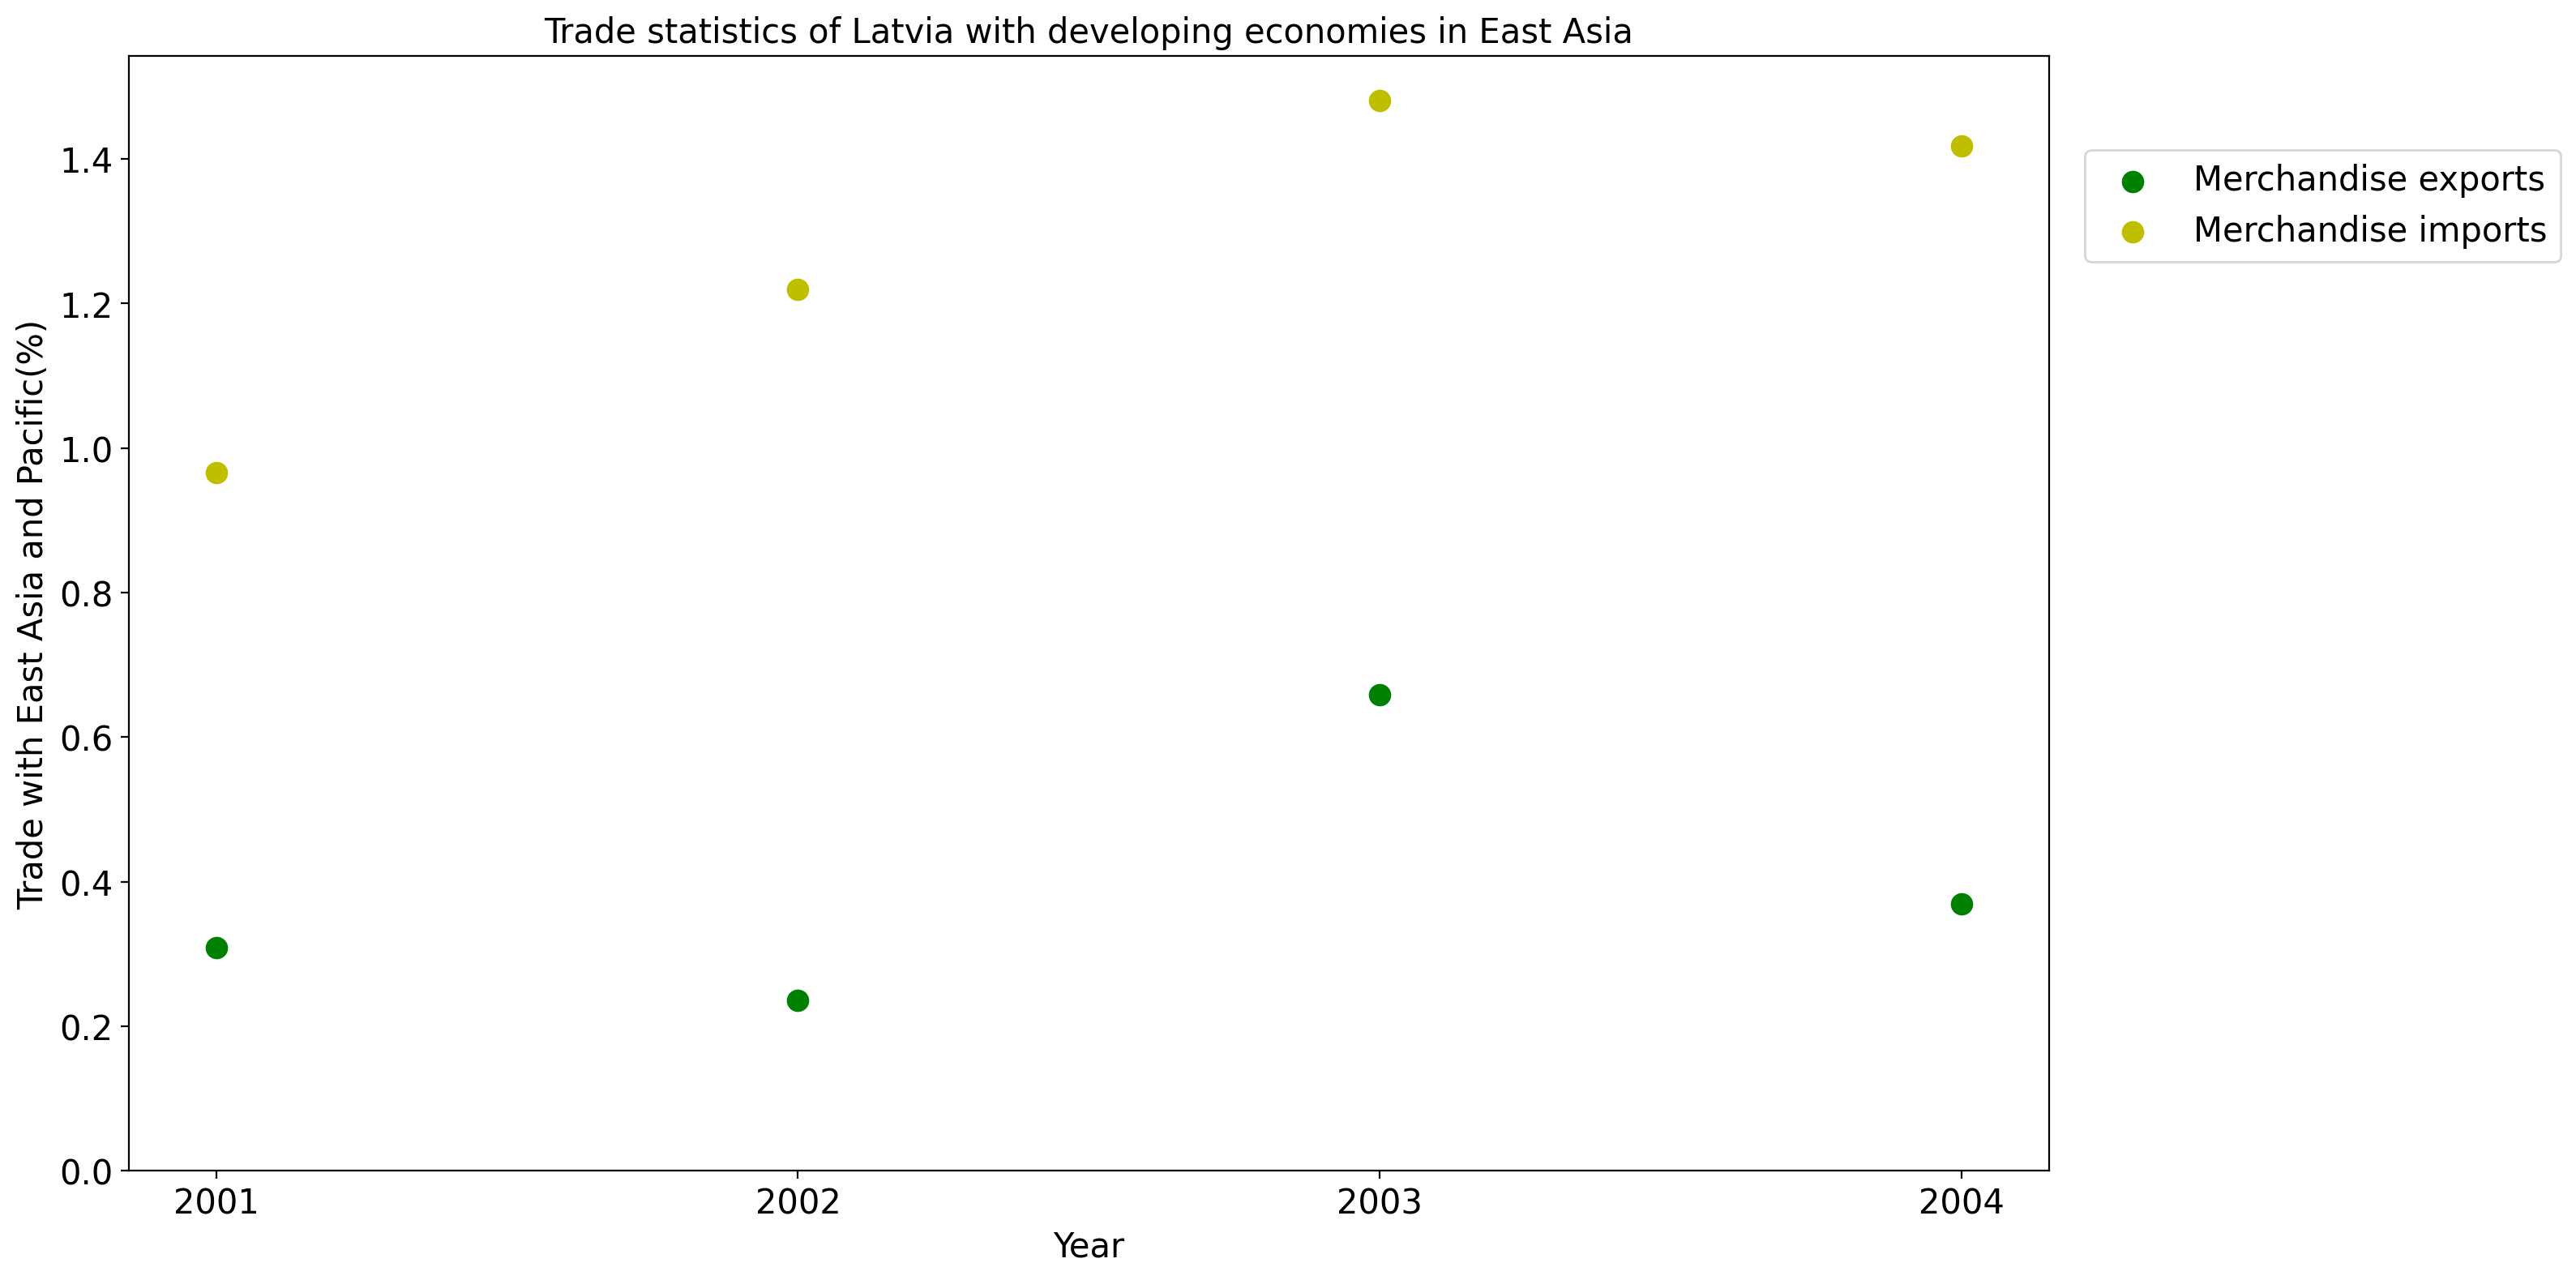 Trade statistics of Latvia with developing economies in East Asia
Trade with East Asia and Pacific(%)
1.4
1.2
1.0
0.8
0.6
0.4
0.2
0.0
2001 2002 2003 2004
Year
Merchandise exports
Merchandise imports